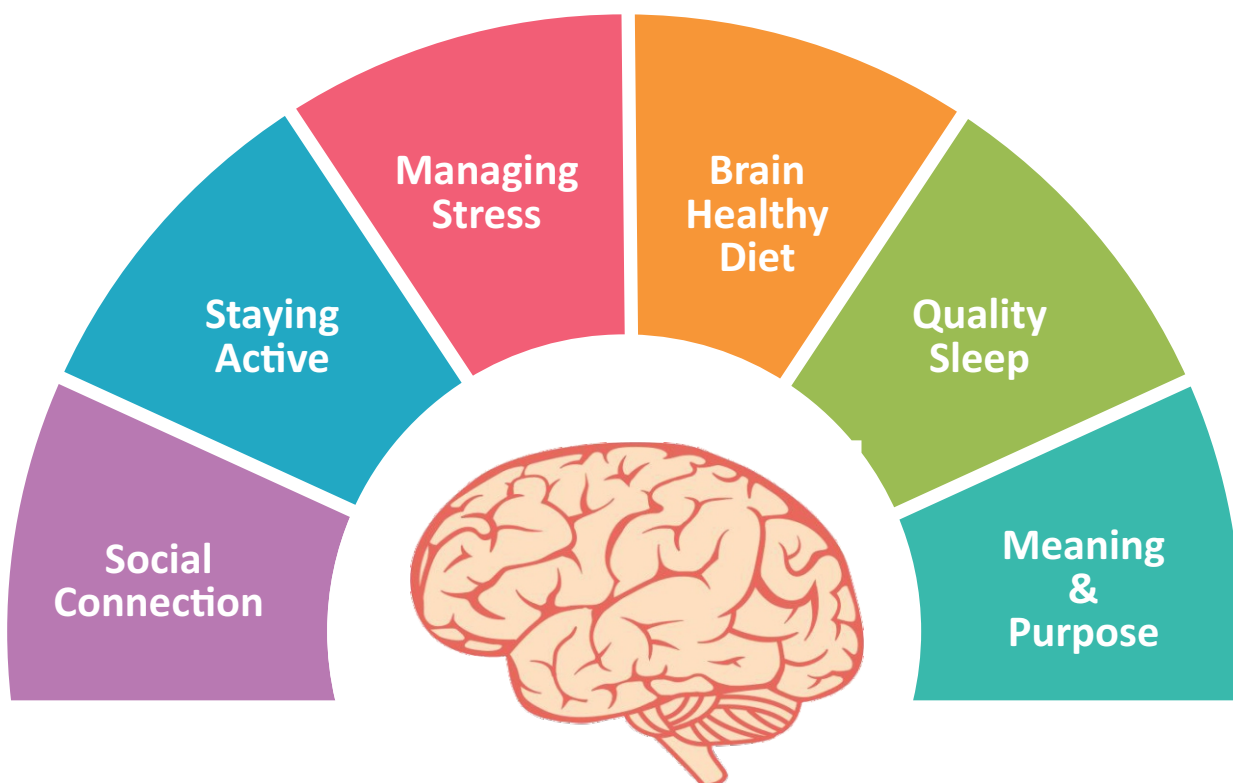 Social
Connection
Staying
Active
Managing
Stress
Brain
Healthy
Diet
Quality
Sleep
Meaning
&
Purpose